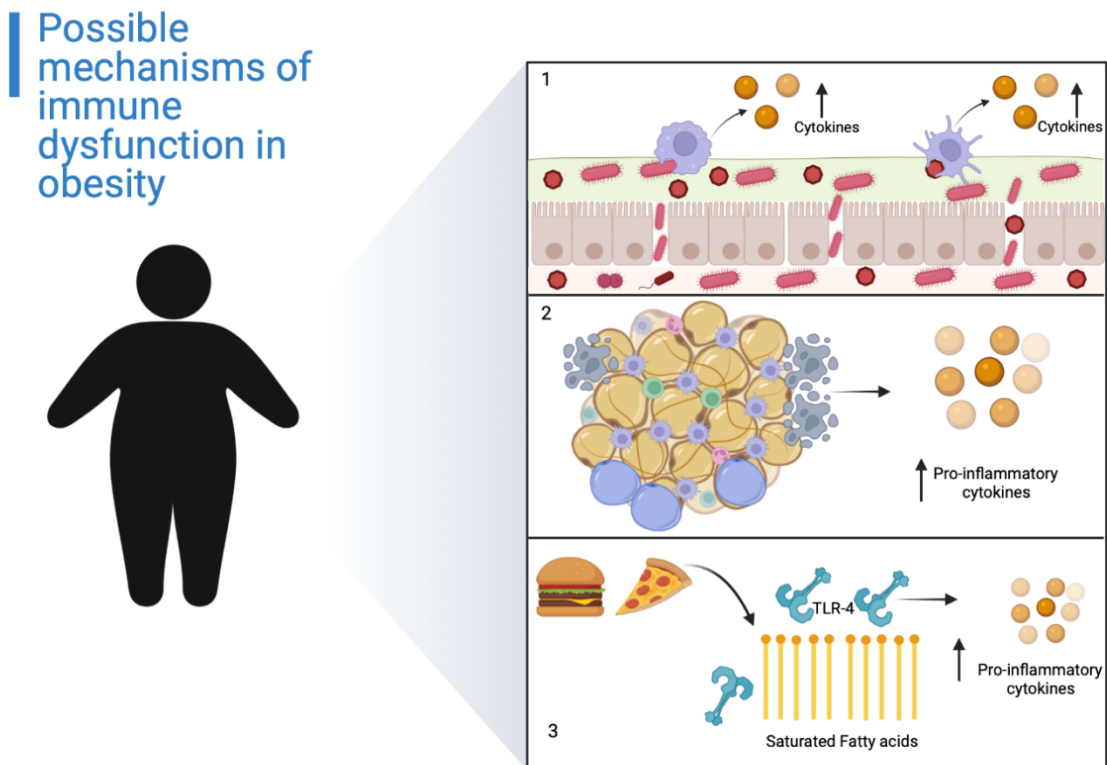 Possible
mechanisms of
immune
dysfunction in
obesity
1
Cytokines
Cytokines
2
Pro-inflammatory
cytokines
3
TLR-4
Pro-inflammatory
cytokines
Saturated Fatty acids